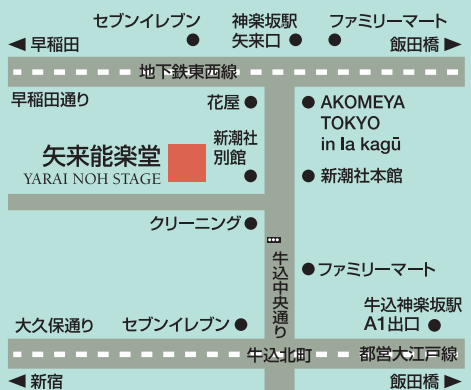 セブンイレブン
神楽坂駅
矢来口
ファミリーマート
早稲田
飯田橋
地下鉄東西線
早稲田通り
花屋
AKOMEYA
TOKYO
in la kagū
新潮社
別館
矢来能楽堂
YARAI NOH STAGE
新潮社本館
クリーニング
牛込中央通り
ファミリーマート
牛込神楽坂駅
A1出口
大久保通り
セブンイレブン
牛込北町
都営大江戸線
新宿
飯田橋